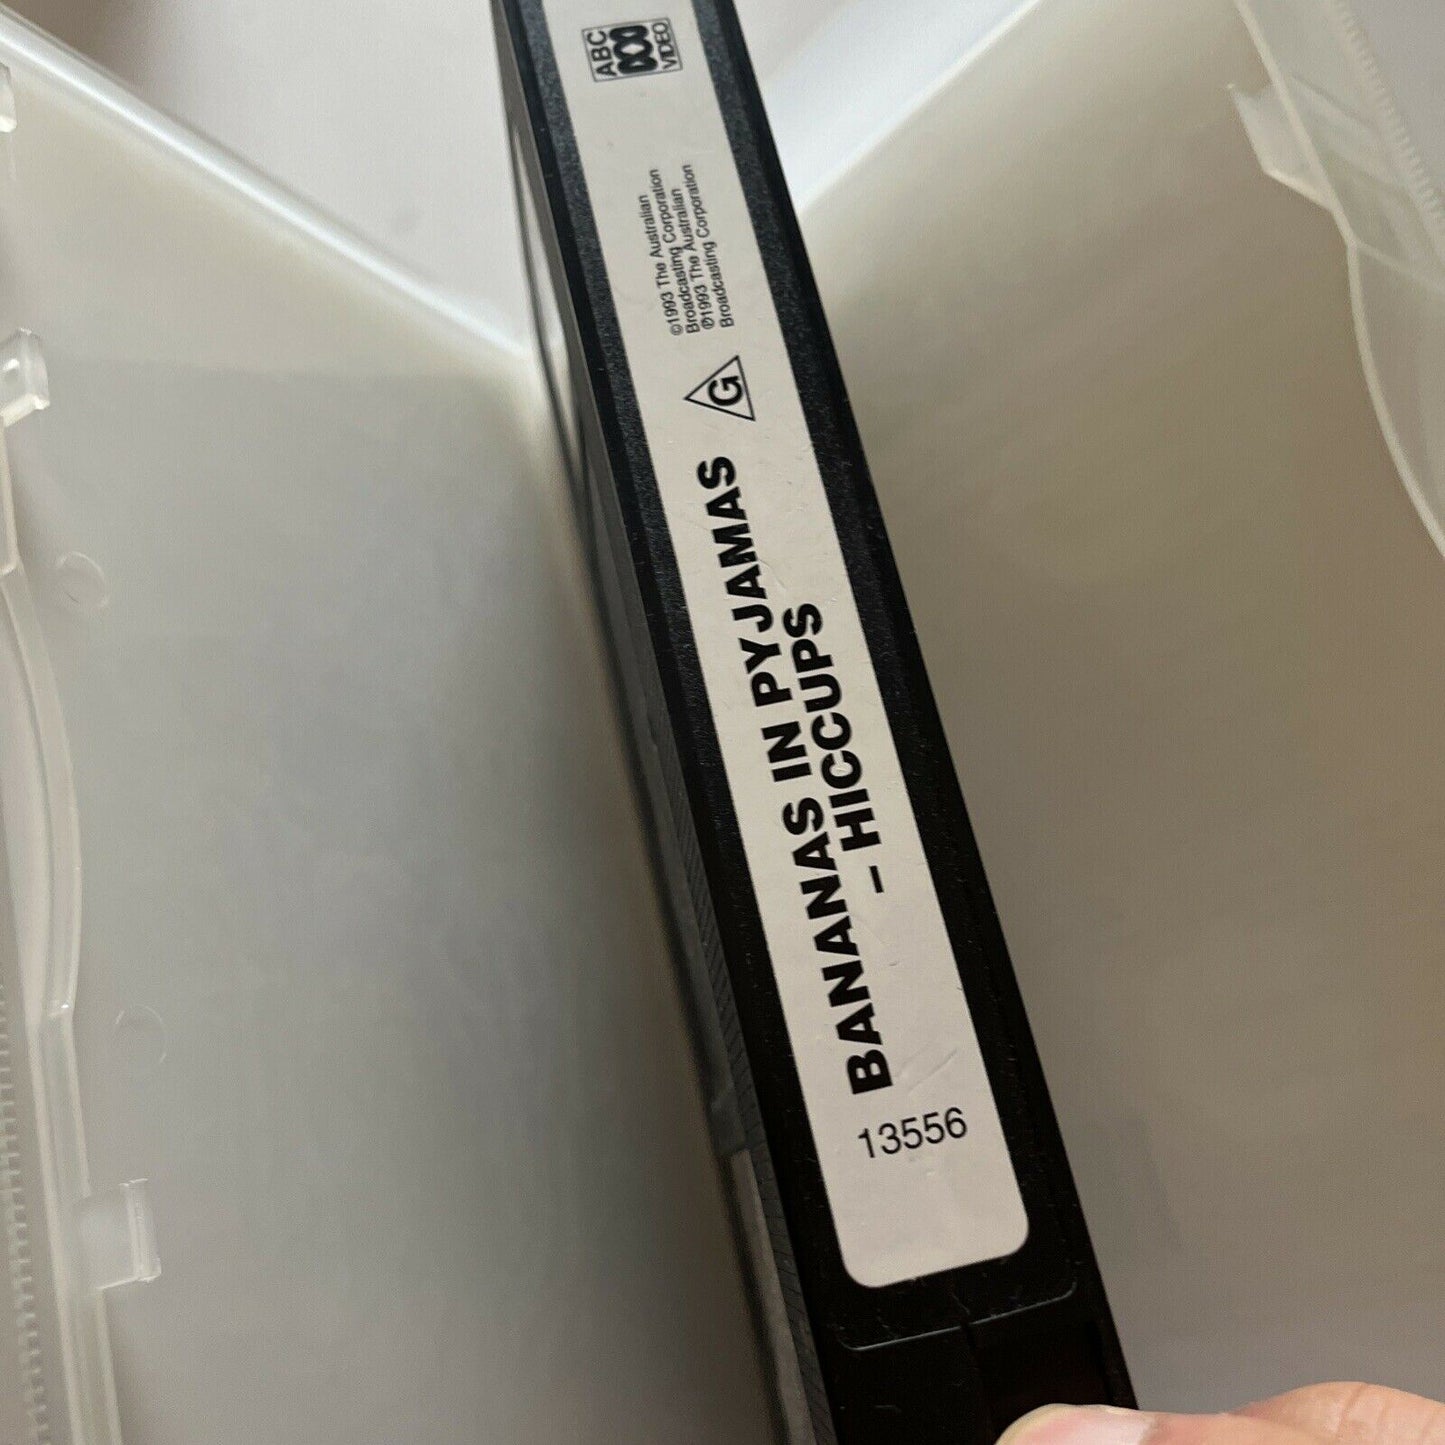 ABC
VIDEO
©1993 The Australian
Broadcasting Corporation
℗1993 The Australian
Broadcasting Corporation
G
BANANAS IN PYJAMAS
– HICCUPS
13556